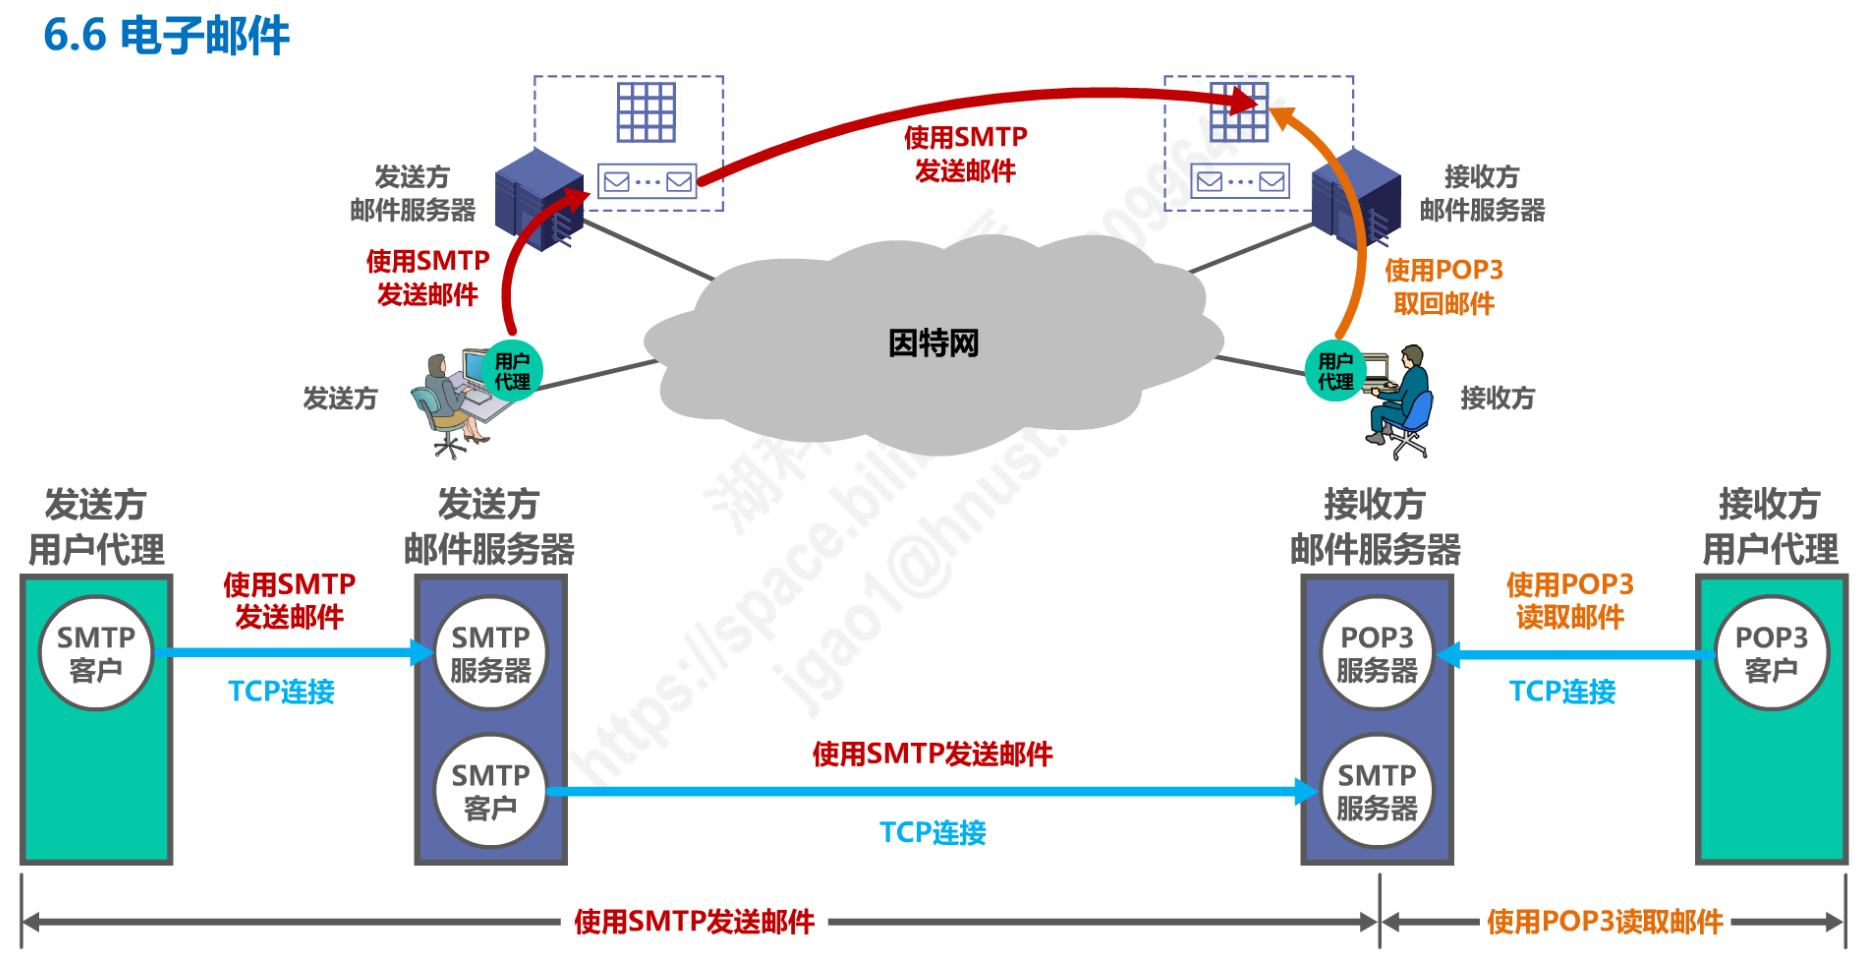 6.6 电子邮件
使用SMTP
发送邮件
发送方
邮件服务器
接收方
邮件服务器
使用SMTP
发送邮件
使用POP3
取回邮件
因特网
用户
代理
用户
代理
发送方
接收方
发送方
用户代理
发送方
邮件服务器
接收方
邮件服务器
接收方
用户代理
使用SMTP
发送邮件
使用POP3
读取邮件
SMTP
客户
SMTP
服务器
POP3
服务器
POP3
客户
TCP连接
TCP连接
使用SMTP发送邮件
SMTP
客户
SMTP
服务器
TCP连接
使用SMTP发送邮件
使用POP3读取邮件